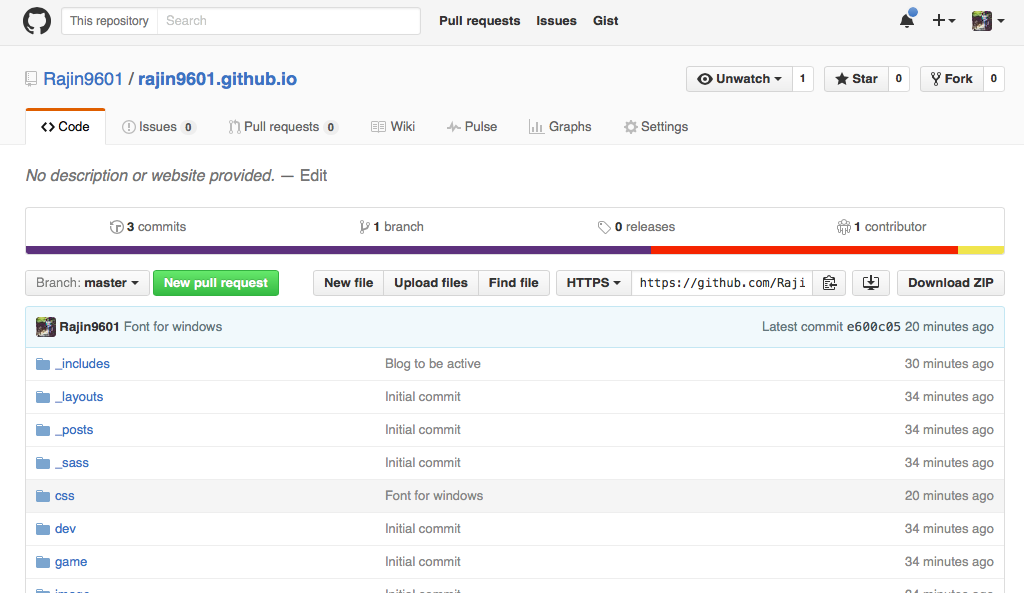 This repository Search Pull requests Issues Gist
Rajin9601 / rajin9601.github.io Unwatch 1 Star 0 Fork 0
Code Issues 0 Pull requests 0 Wiki Pulse Graphs Settings
No description or website provided. — Edit
3 commits 1 branch 0 releases 1 contributor
Branch: master New pull request New file Upload files Find file HTTPS https://github.com/Raji Download ZIP
Rajin9601 Font for windows Latest commit e600c05 20 minutes ago
_includes Blog to be active 30 minutes ago
_layouts Initial commit 34 minutes ago
_posts Initial commit 34 minutes ago
_sass Initial commit 34 minutes ago
css Font for windows 20 minutes ago
dev Initial commit 34 minutes ago
game Initial commit 34 minutes ago